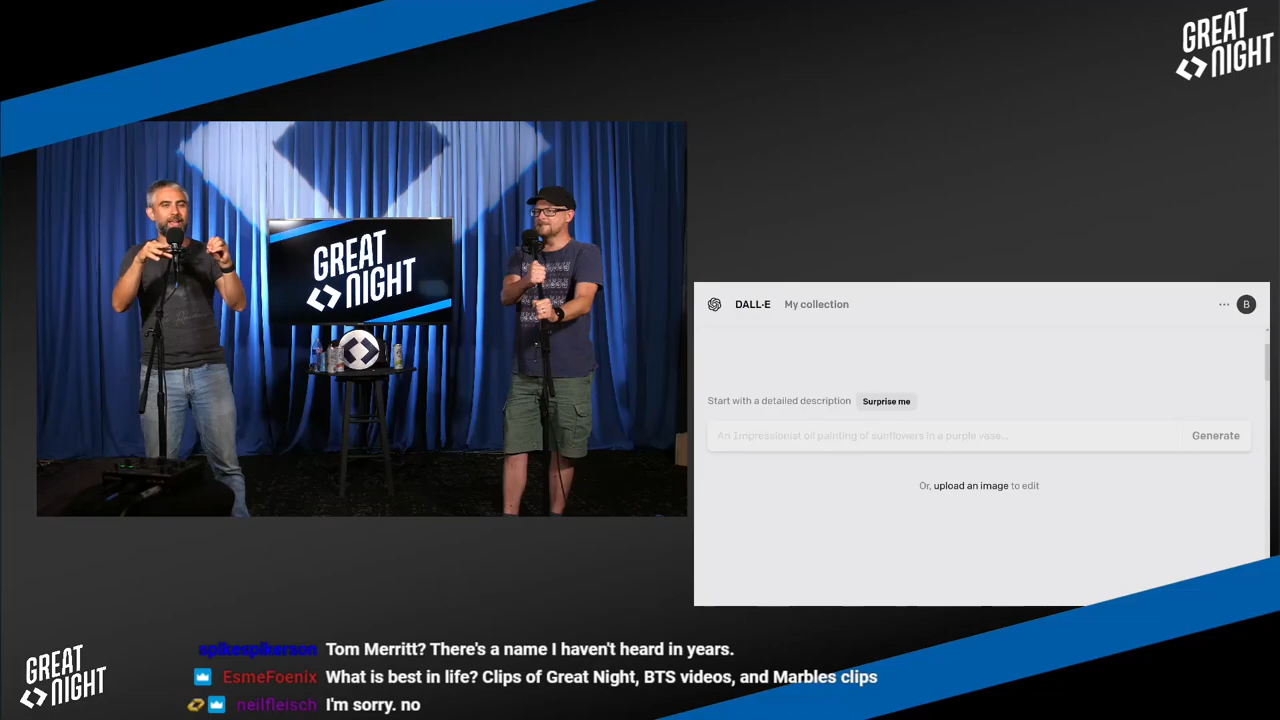 GREAT
NIGHT
GREAT
NIGHT
DALL·E My collection
B
Start with a detailed description Surprise me
An Impressionist oil painting of sunflowers in a purple vase... Generate
Or, upload an image to edit
GREAT
NIGHT
Tom Merritt? There's a name I haven't heard in years.
EsmeFoenix What is best in life? Clips of Great Night, BTS videos, and Marbles clips
neilfleisch I'm sorry. no